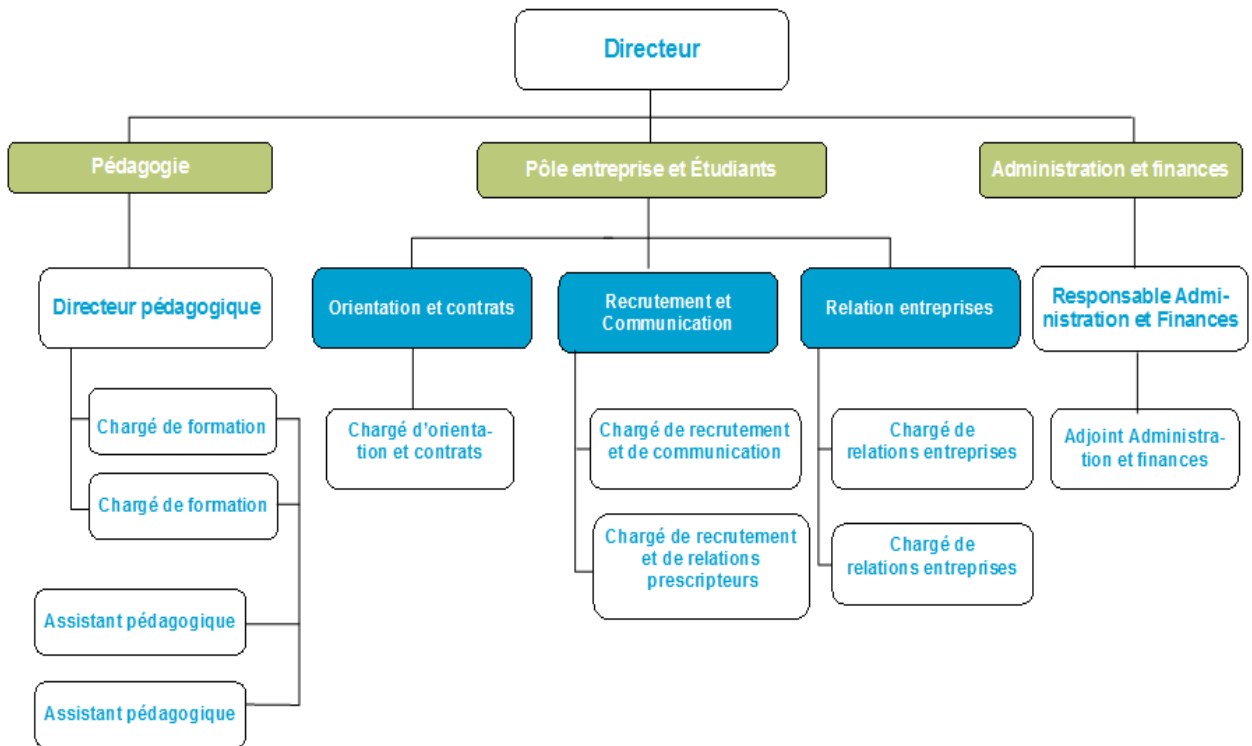 Directeur
Pédagogie
Pôle entreprise et Étudiants
Administration et finances
Directeur pédagogique
Orientation et contrats
Recrutement et
Communication
Relation entreprises
Responsable Admi-
nistration et Finances
Chargé de formation
Chargé de formation
Assistant pédagogique
Assistant pédagogique
Chargé d'orienta-
tion et contrats
Chargé de recrutement
et de communication
Chargé de recrutement
et de relations
prescripteurs
Chargé de
relations entreprises
Chargé de
relations entreprises
Adjoint Administra-
tion et finances